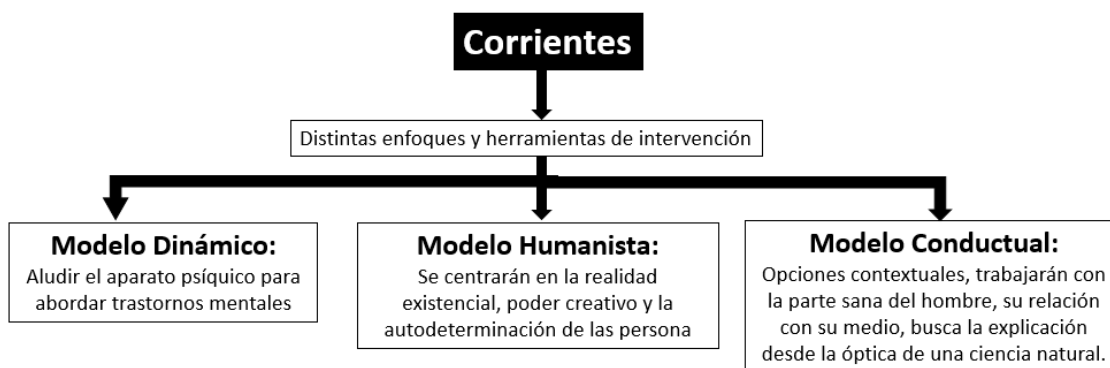 Corrientes
Distintas enfoques y herramientas de intervención
Modelo Dinámico:
Aludir el aparato psíquico para
abordar trastornos mentales
Modelo Humanista:
Se centrarán en la realidad
existencial, poder creativo y la
autodeterminación de las persona
Modelo Conductual:
Opciones contextuales, trabajarán con
la parte sana del hombre, su relación
con su medio, busca la explicación
desde la óptica de una ciencia natural.